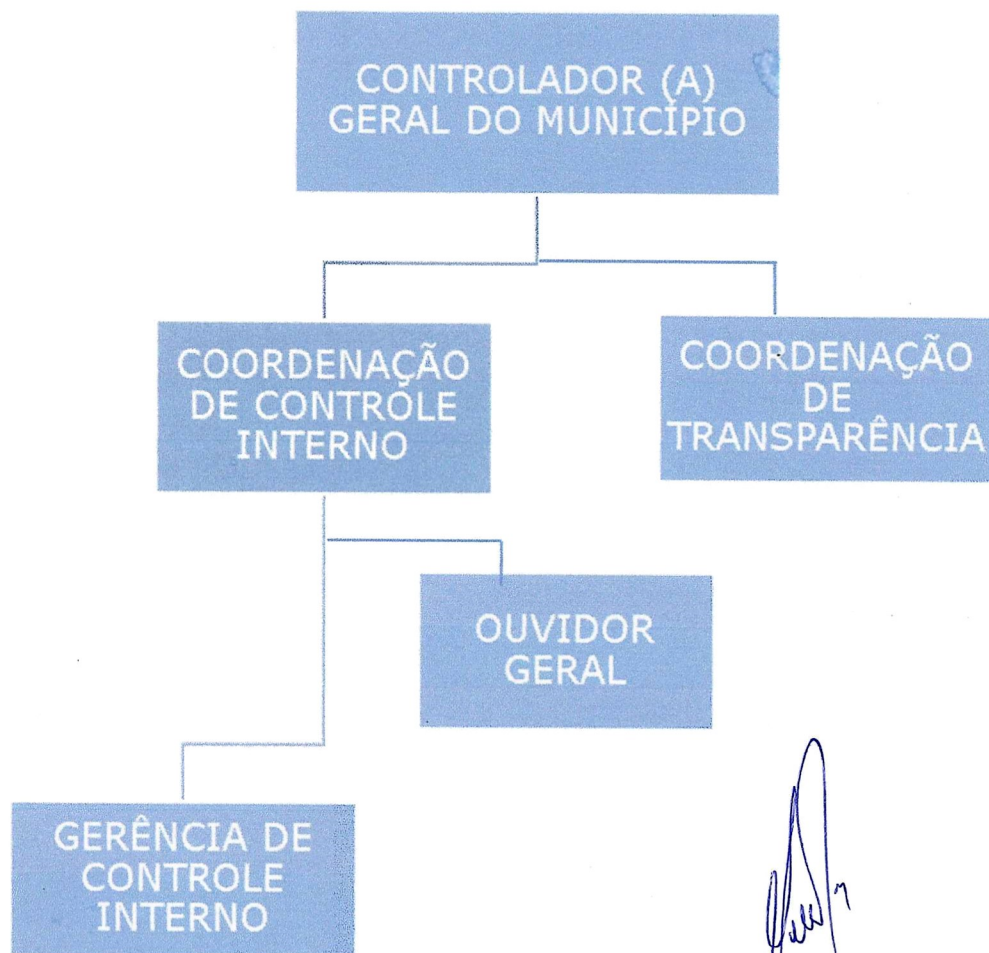 CONTROLADOR (A)
GERAL DO MUNICÍPIO
COORDENAÇÃO
DE CONTROLE
INTERNO
COORDENAÇÃO
DE
TRANSPARÊNCIA
OUVIDOR
GERAL
GERÊNCIA DE
CONTROLE
INTERNO